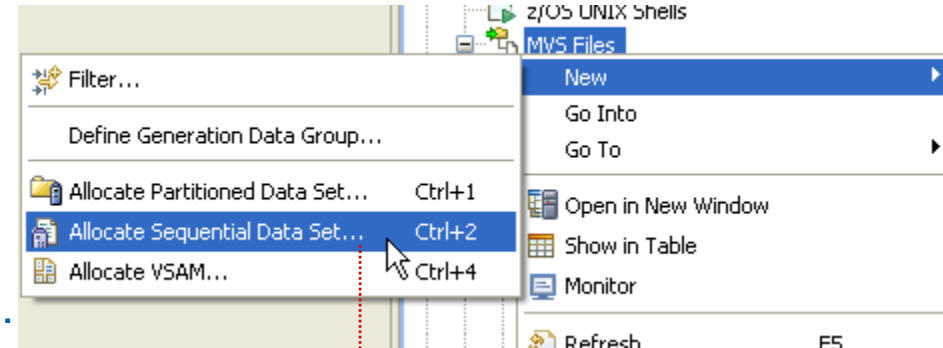 z/OS UNIX Shells
MVS Files
Filter...
Define Generation Data Group...
Allocate Partitioned Data Set... Ctrl+1
Allocate Sequential Data Set... Ctrl+2
Allocate VSAM... Ctrl+4
New
Go Into
Go To
Open in New Window
Show in Table
Monitor
Refresh F5